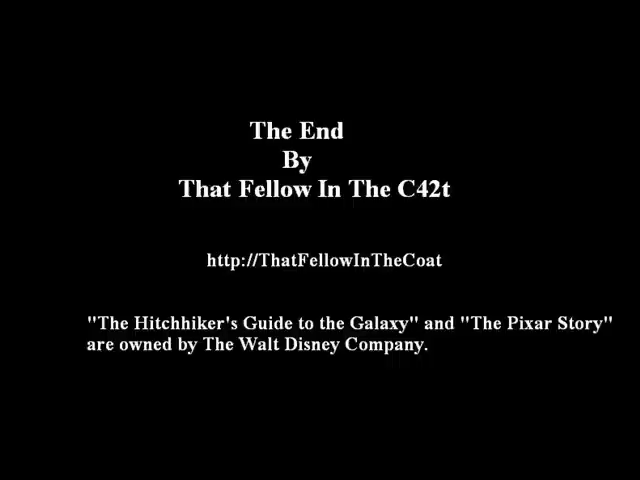 The End
By
That Fellow In The C42t
http://ThatFellowInTheCoat
"The Hitchhiker's Guide to the Galaxy" and "The Pixar Story"
are owned by The Walt Disney Company.